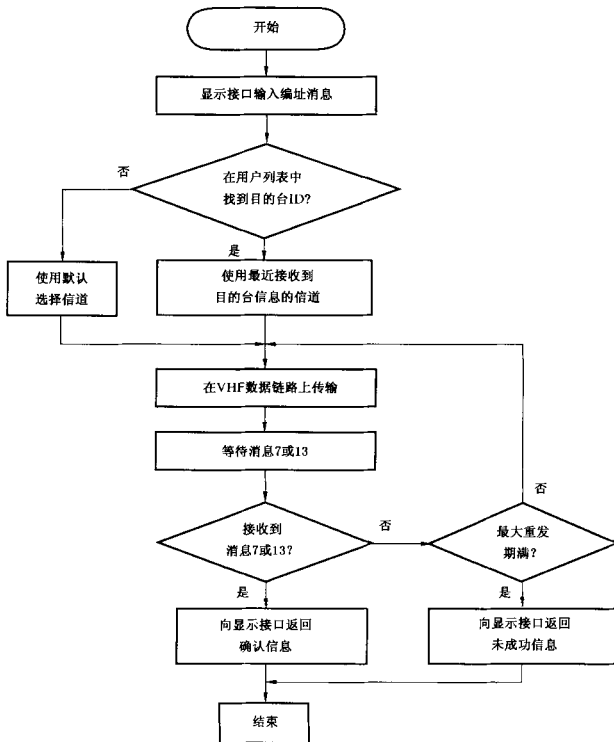 开始
显示接口输入编址消息
否
在用户列表中
找到目的台ID?
是
使用默认
选择信道
使用最近接收到
目的台信息的信道
在VHF数据链路上传输
等待消息7或13
否
接收到
消息7或13?
否
最大重发
期满?
是
是
向显示接口返回
确认信息
向显示接口返回
未成功信息
结束